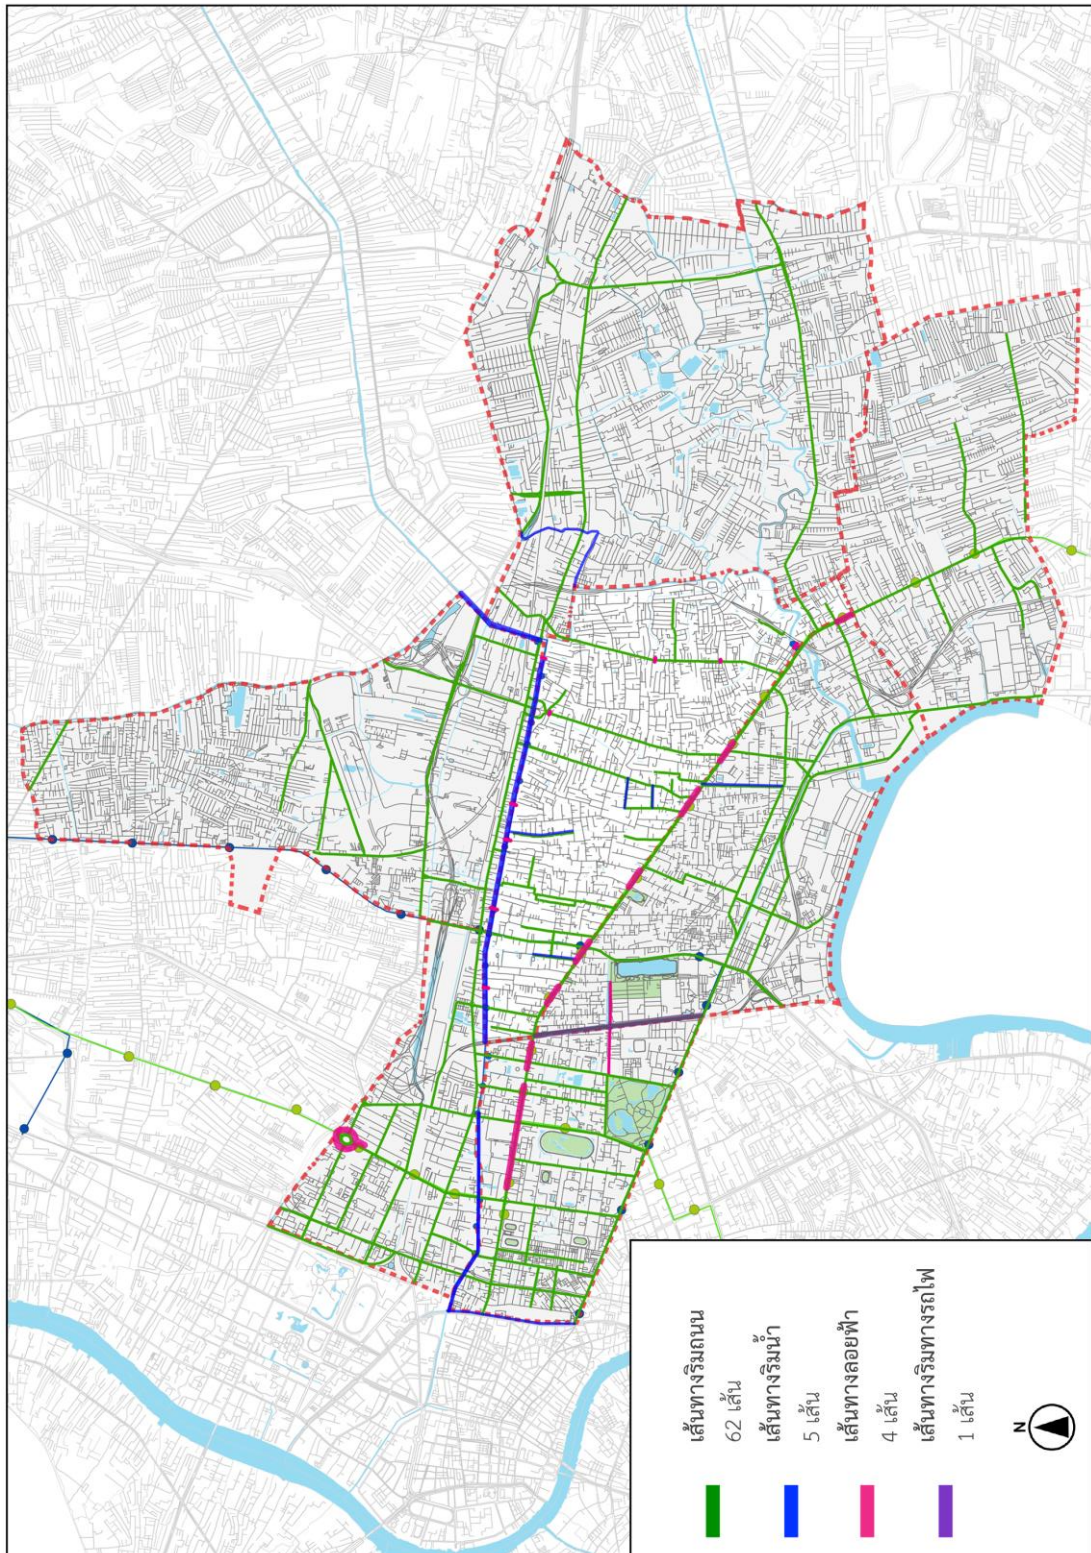 เส้นทางริมถนน
62 เส้น
เส้นทางริมน้ำ
5 เส้น
เส้นทางลอยฟ้า
4 เส้น
เส้นทางริมทางรถไฟ
1 เส้น
N